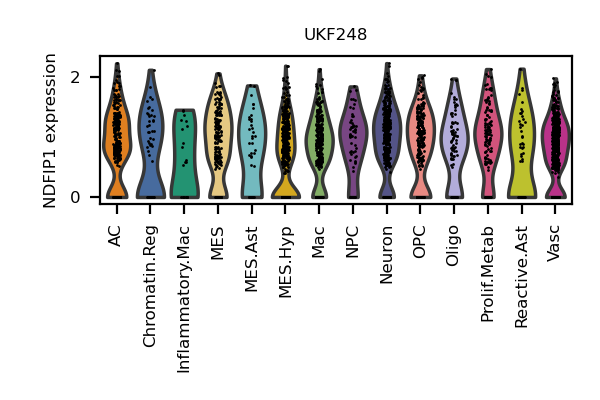 UKF248
NDFIP1 expression
2
0
AC
Chromatin.Reg
Inflammatory.Mac
MES
MES.Ast
MES.Hyp
Mac
NPC
Neuron
OPC
Oligo
Prolif.Metab
Reactive.Ast
Vasc